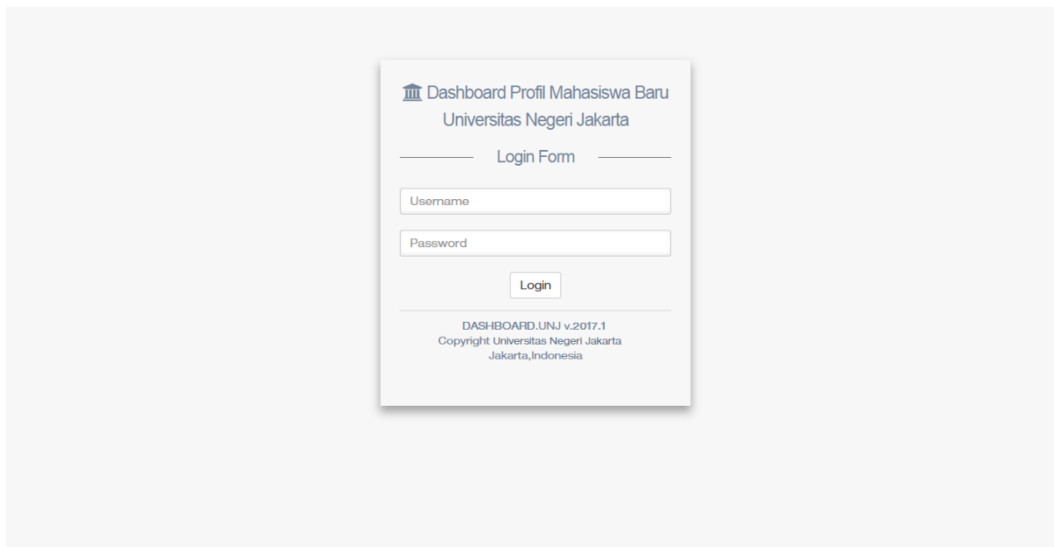 Dashboard Profil Mahasiswa Baru
Universitas Negeri Jakarta
Login Form
Username
Password
Login
DASHBOARD.UNJ v.2017.1
Copyright Universitas Negeri Jakarta
Jakarta,Indonesia